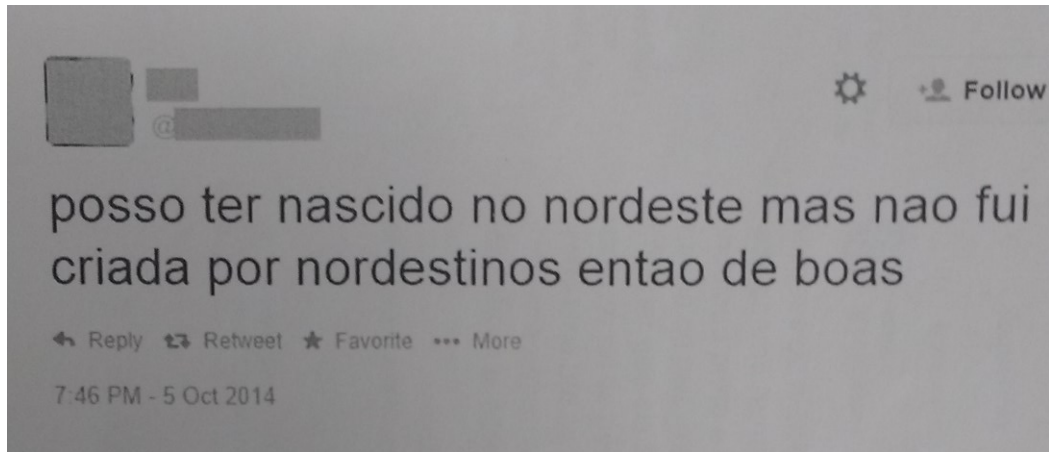 @
Follow
posso ter nascido no nordeste mas nao fui
criada por nordestinos entao de boas
Reply Retweet Favorite ••• More
7:46 PM - 5 Oct 2014